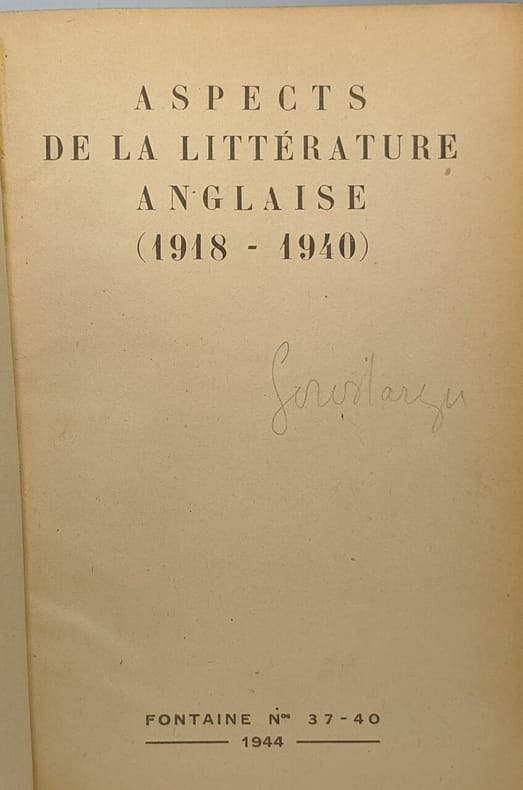 ASPECTS
DE LA LITTÉRATURE
ANGLAISE
(1918 - 1940)
FONTAINE Nos 37-40
1944